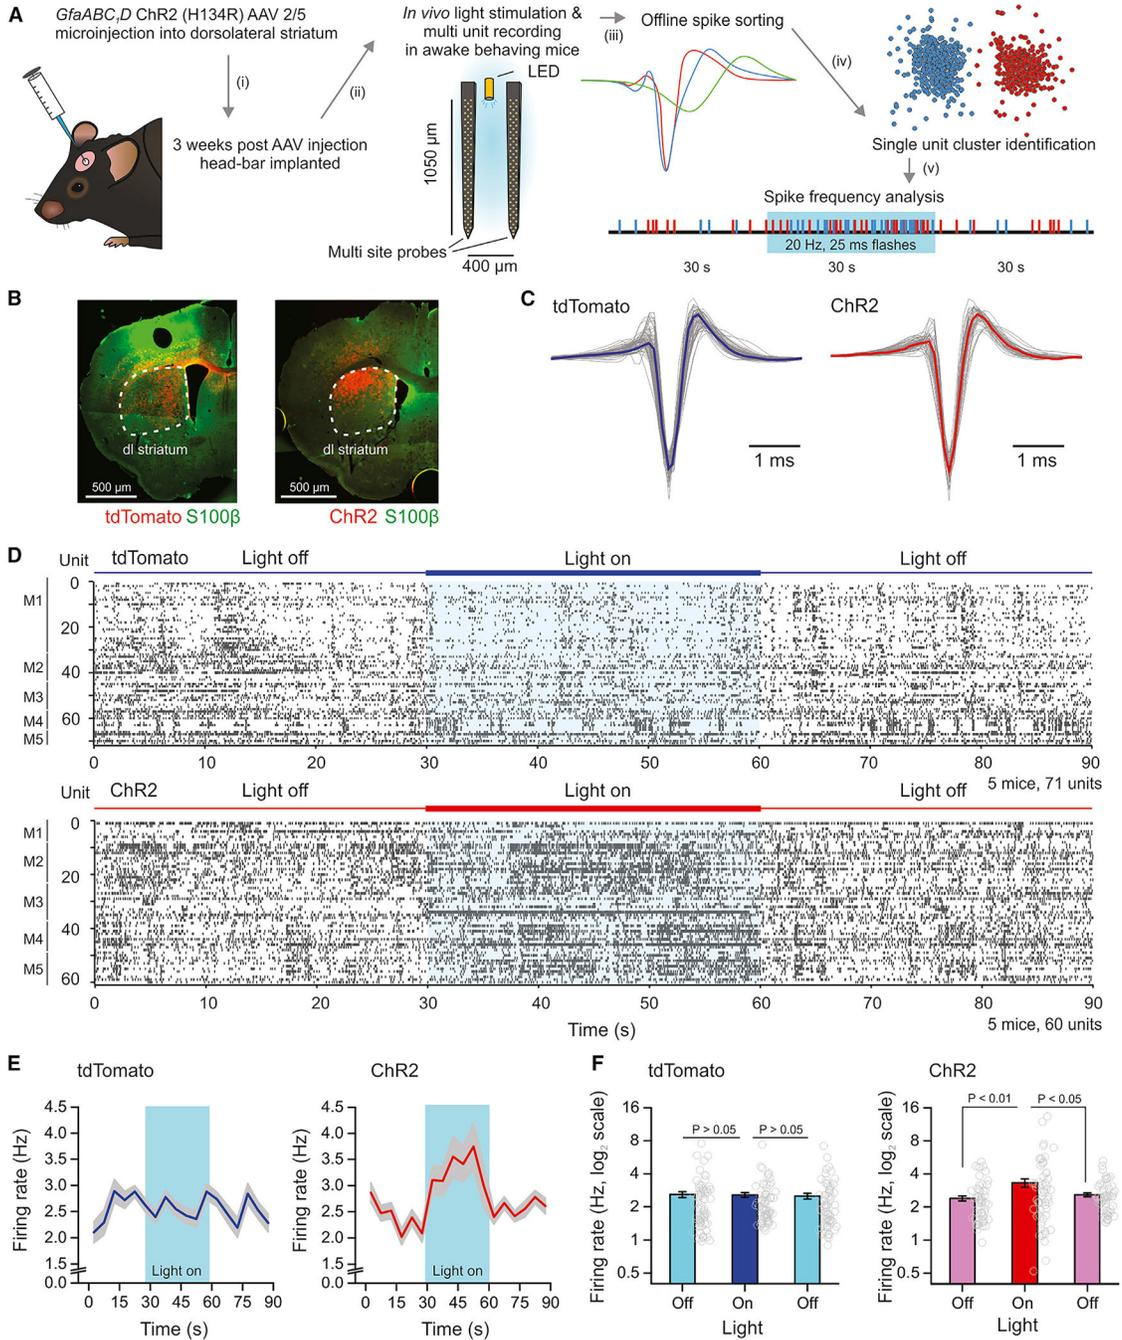 A
GfaABC₁D ChR2 (H134R) AAV 2/5
microinjection into dorsolateral striatum
(i)
3 weeks post AAV injection
head-bar implanted
(ii)
In vivo light stimulation &
multi unit recording
in awake behaving mice
LED
1050 µm
Multi site probes
400 µm
(iii)
Offline spike sorting
(iv)
Single unit cluster identification
(v)
Spike frequency analysis
20 Hz, 25 ms flashes
30 s 30 s 30 s
B
dl striatum
500 µm
tdTomato S100β
dl striatum
500 µm
ChR2 S100β
C
tdTomato
1 ms
ChR2
1 ms
D
Unit tdTomato Light off Light on Light off
0
M1
20
M2
40
M3
60
M4
M5
0 10 20 30 40 50 60 70 80 90
5 mice, 71 units
Unit ChR2 Light off Light on Light off
0
M1
M2
20
M3
40
M4
M5
60
0 10 20 30 40 50 60 70 80 90
Time (s)
5 mice, 60 units
E
tdTomato
Firing rate (Hz)
4.5
4.0
3.5
3.0
2.5
2.0
1.5
0.0
Light on
0 15 30 45 60 75 90
Time (s)
ChR2
Firing rate (Hz)
4.5
4.0
3.5
3.0
2.5
2.0
1.5
0.0
Light on
0 15 30 45 60 75 90
Time (s)
F
tdTomato
Firing rate (Hz, log₂ scale)
16
8
4
2
1
0.5
P > 0.05 P > 0.05
Off On Off
Light
ChR2
Firing rate (Hz, log₂ scale)
16
8
4
2
1
0.5
P < 0.01 P < 0.05
Off On Off
Light